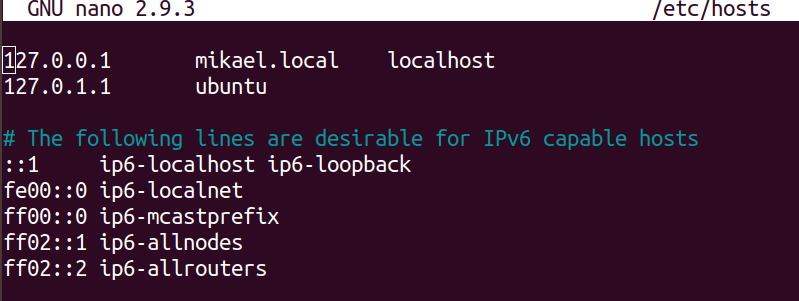 GNU nano 2.9.3 /etc/hosts
127.0.0.1 mikael.local localhost
127.0.1.1 ubuntu
# The following lines are desirable for IPv6 capable hosts
::1 ip6-localhost ip6-loopback
fe00::0 ip6-localnet
ff00::0 ip6-mcastprefix
ff02::1 ip6-allnodes
ff02::2 ip6-allrouters